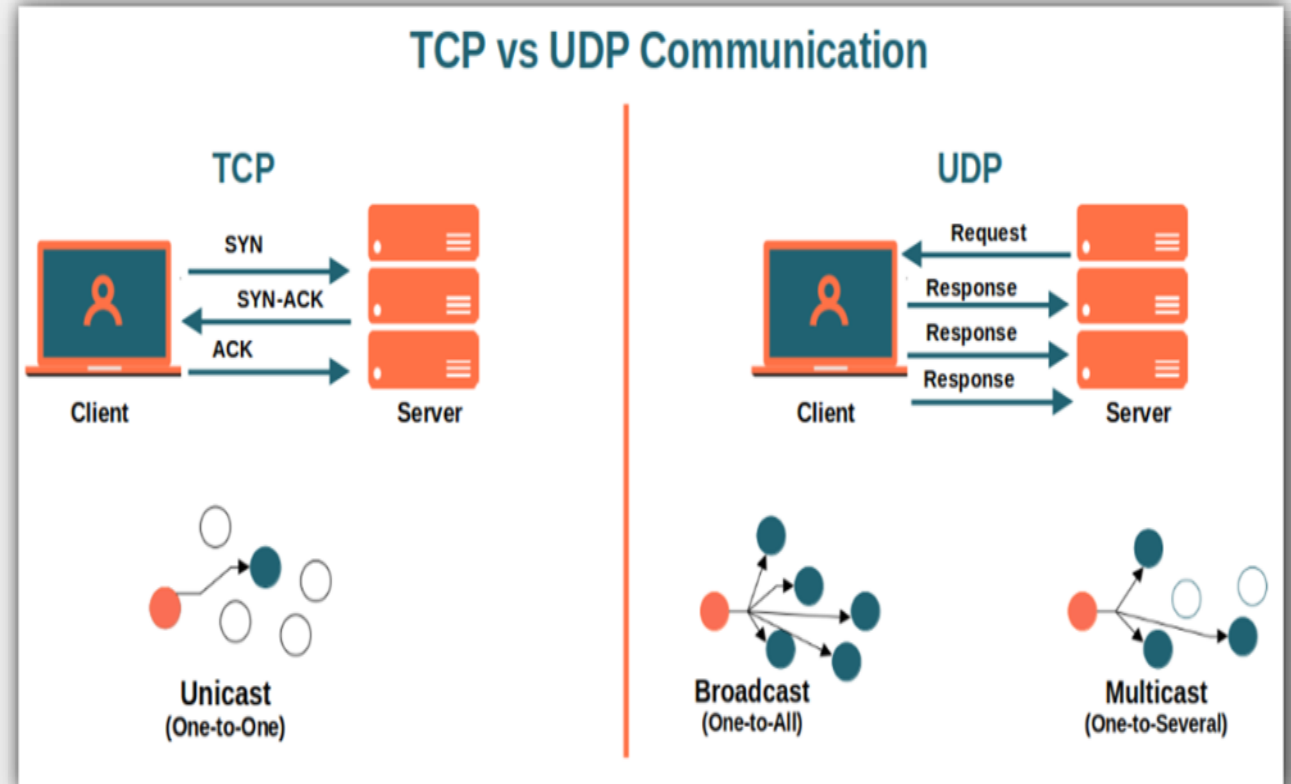 TCP vs UDP Communication
TCP
SYN
SYN-ACK
ACK
Client
Server
Unicast
(One-to-One)
UDP
Request
Response
Response
Response
Client
Server
Broadcast
(One-to-All)
Multicast
(One-to-Several)